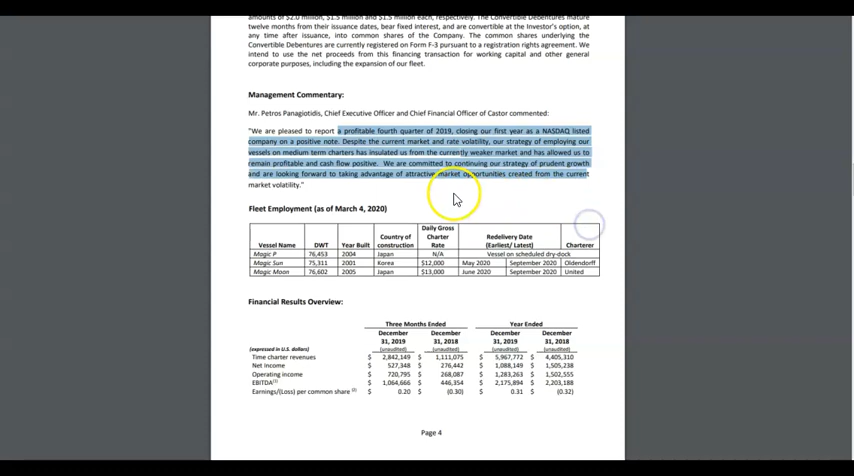 amounts of $2.0 million, $1.5 million and $1.5 million each, respectively. The Convertible Debentures mature
twelve months from their issuance dates, bear fixed interest, and are convertible at the Investor's option, at
any time after issuance, into common shares of the Company. The common shares underlying the
Convertible Debentures are currently registered on Form F-3 pursuant to a registration rights agreement. We
intend to use the net proceeds from this financing transaction for working capital and other general
corporate purposes, including the expansion of our fleet.
Management Commentary:
Mr. Petros Panagiotidis, Chief Executive Officer and Chief Financial Officer of Castor commented:
"We are pleased to report a profitable fourth quarter of 2019, closing our first year as a NASDAQ listed
company on a positive note. Despite the current market and rate volatility, our strategy of employing our
vessels on medium term charters has insulated us from the currently weaker market and has allowed us to
remain profitable and cash flow positive. We are committed to continuing our strategy of prudent growth
and are looking forward to taking advantage of attractive market opportunities created from the current
market volatility."
Fleet Employment (as of March 4, 2020)
Vessel Name DWT Year Built Country of construction Daily Gross Charter Rate Redelivery Date (Earliest/ Latest) Charterer
Magic P 76,453 2004 Japan N/A Vessel on scheduled dry-dock
Magic Sun 75,311 2001 Korea $12,000 May 2020 September 2020 Oldendorff
Magic Moon 76,602 2005 Japan $13,000 June 2020 September 2020 United
Financial Results Overview:
Three Months Ended Year Ended
December December December December
31, 2019 31, 2018 31, 2019 31, 2018
(expressed in U.S. dollars) (unaudited) (unaudited) (unaudited) (unaudited)
Time charter revenues $ 2,842,149 $ 1,111,075 $ 5,967,772 $ 4,405,310
Net Income $ 527,348 $ 276,442 $ 1,088,149 $ 1,505,238
Operating income $ 720,795 $ 268,087 $ 1,283,263 $ 1,502,555
EBITDA(1) $ 1,064,666 $ 446,354 $ 2,175,894 $ 2,203,188
Earnings/(Loss) per common share (2) $ 0.20 $ (0.30) $ 0.31 $ (0.32)
Page 4